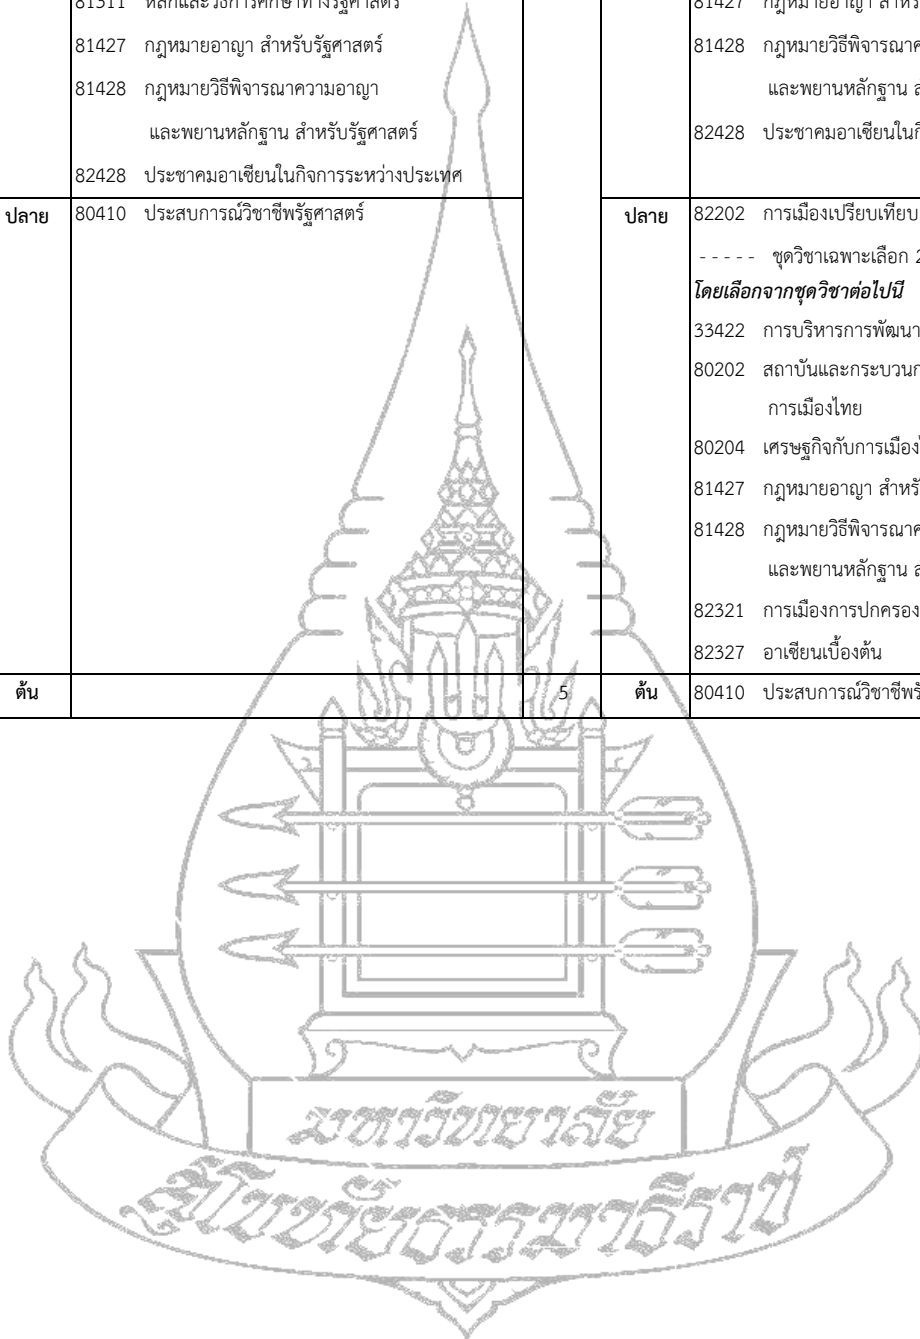 81311 หลักและวิธีการศึกษาทางรัฐศาสตร์
81427 กฎหมายอาญา สำหรับรัฐศาสตร์
81428 กฎหมายวิธีพิจารณาความอาญา
และพยานหลักฐาน สำหรับรัฐศาสตร์
82428 ประชาคมอาเซียนในกิจการระหว่างประเทศ
ปลาย 80410 ประสบการณ์วิชาชีพรัฐศาสตร์
ต้น
81427 กฎหมายอาญา สำหรั
81428 กฎหมายวิธีพิจารณาค
และพยานหลักฐาน ส
82428 ประชาคมอาเซียนในกิ
ปลาย 82202 การเมืองเปรียบเทียบ
- - - - - ชุดวิชาเฉพาะเลือก 2
โดยเลือกจากชุดวิชาต่อไปนี้
33422 การบริหารการพัฒนา
80202 สถาบันและกระบวนก
การเมืองไทย
80204 เศรษฐกิจกับการเมือง
81427 กฎหมายอาญา สำหรั
81428 กฎหมายวิธีพิจารณาค
และพยานหลักฐาน ส
82321 การเมืองการปกครอง
82327 อาเซียนเบื้องต้น
5 ต้น 80410 ประสบการณ์วิชาชีพรั
มหาวิทยาลัย
สุโขทัยธรรมาธิราช